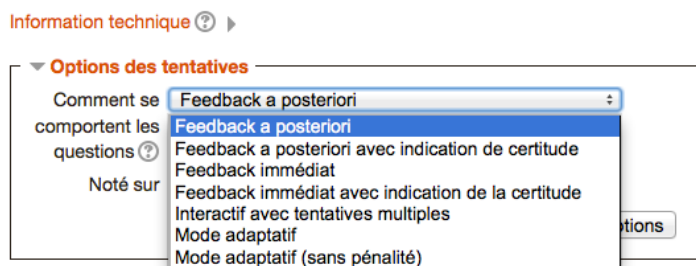 Information technique
Options des tentatives
Comment se Feedback a posteriori
comportent les Feedback a posteriori
questions Feedback a posteriori avec indication de certitude
Feedback immédiat
Noté sur Feedback immédiat avec indication de la certitude
Interactif avec tentatives multiples
Mode adaptatif
Mode adaptatif (sans pénalité)